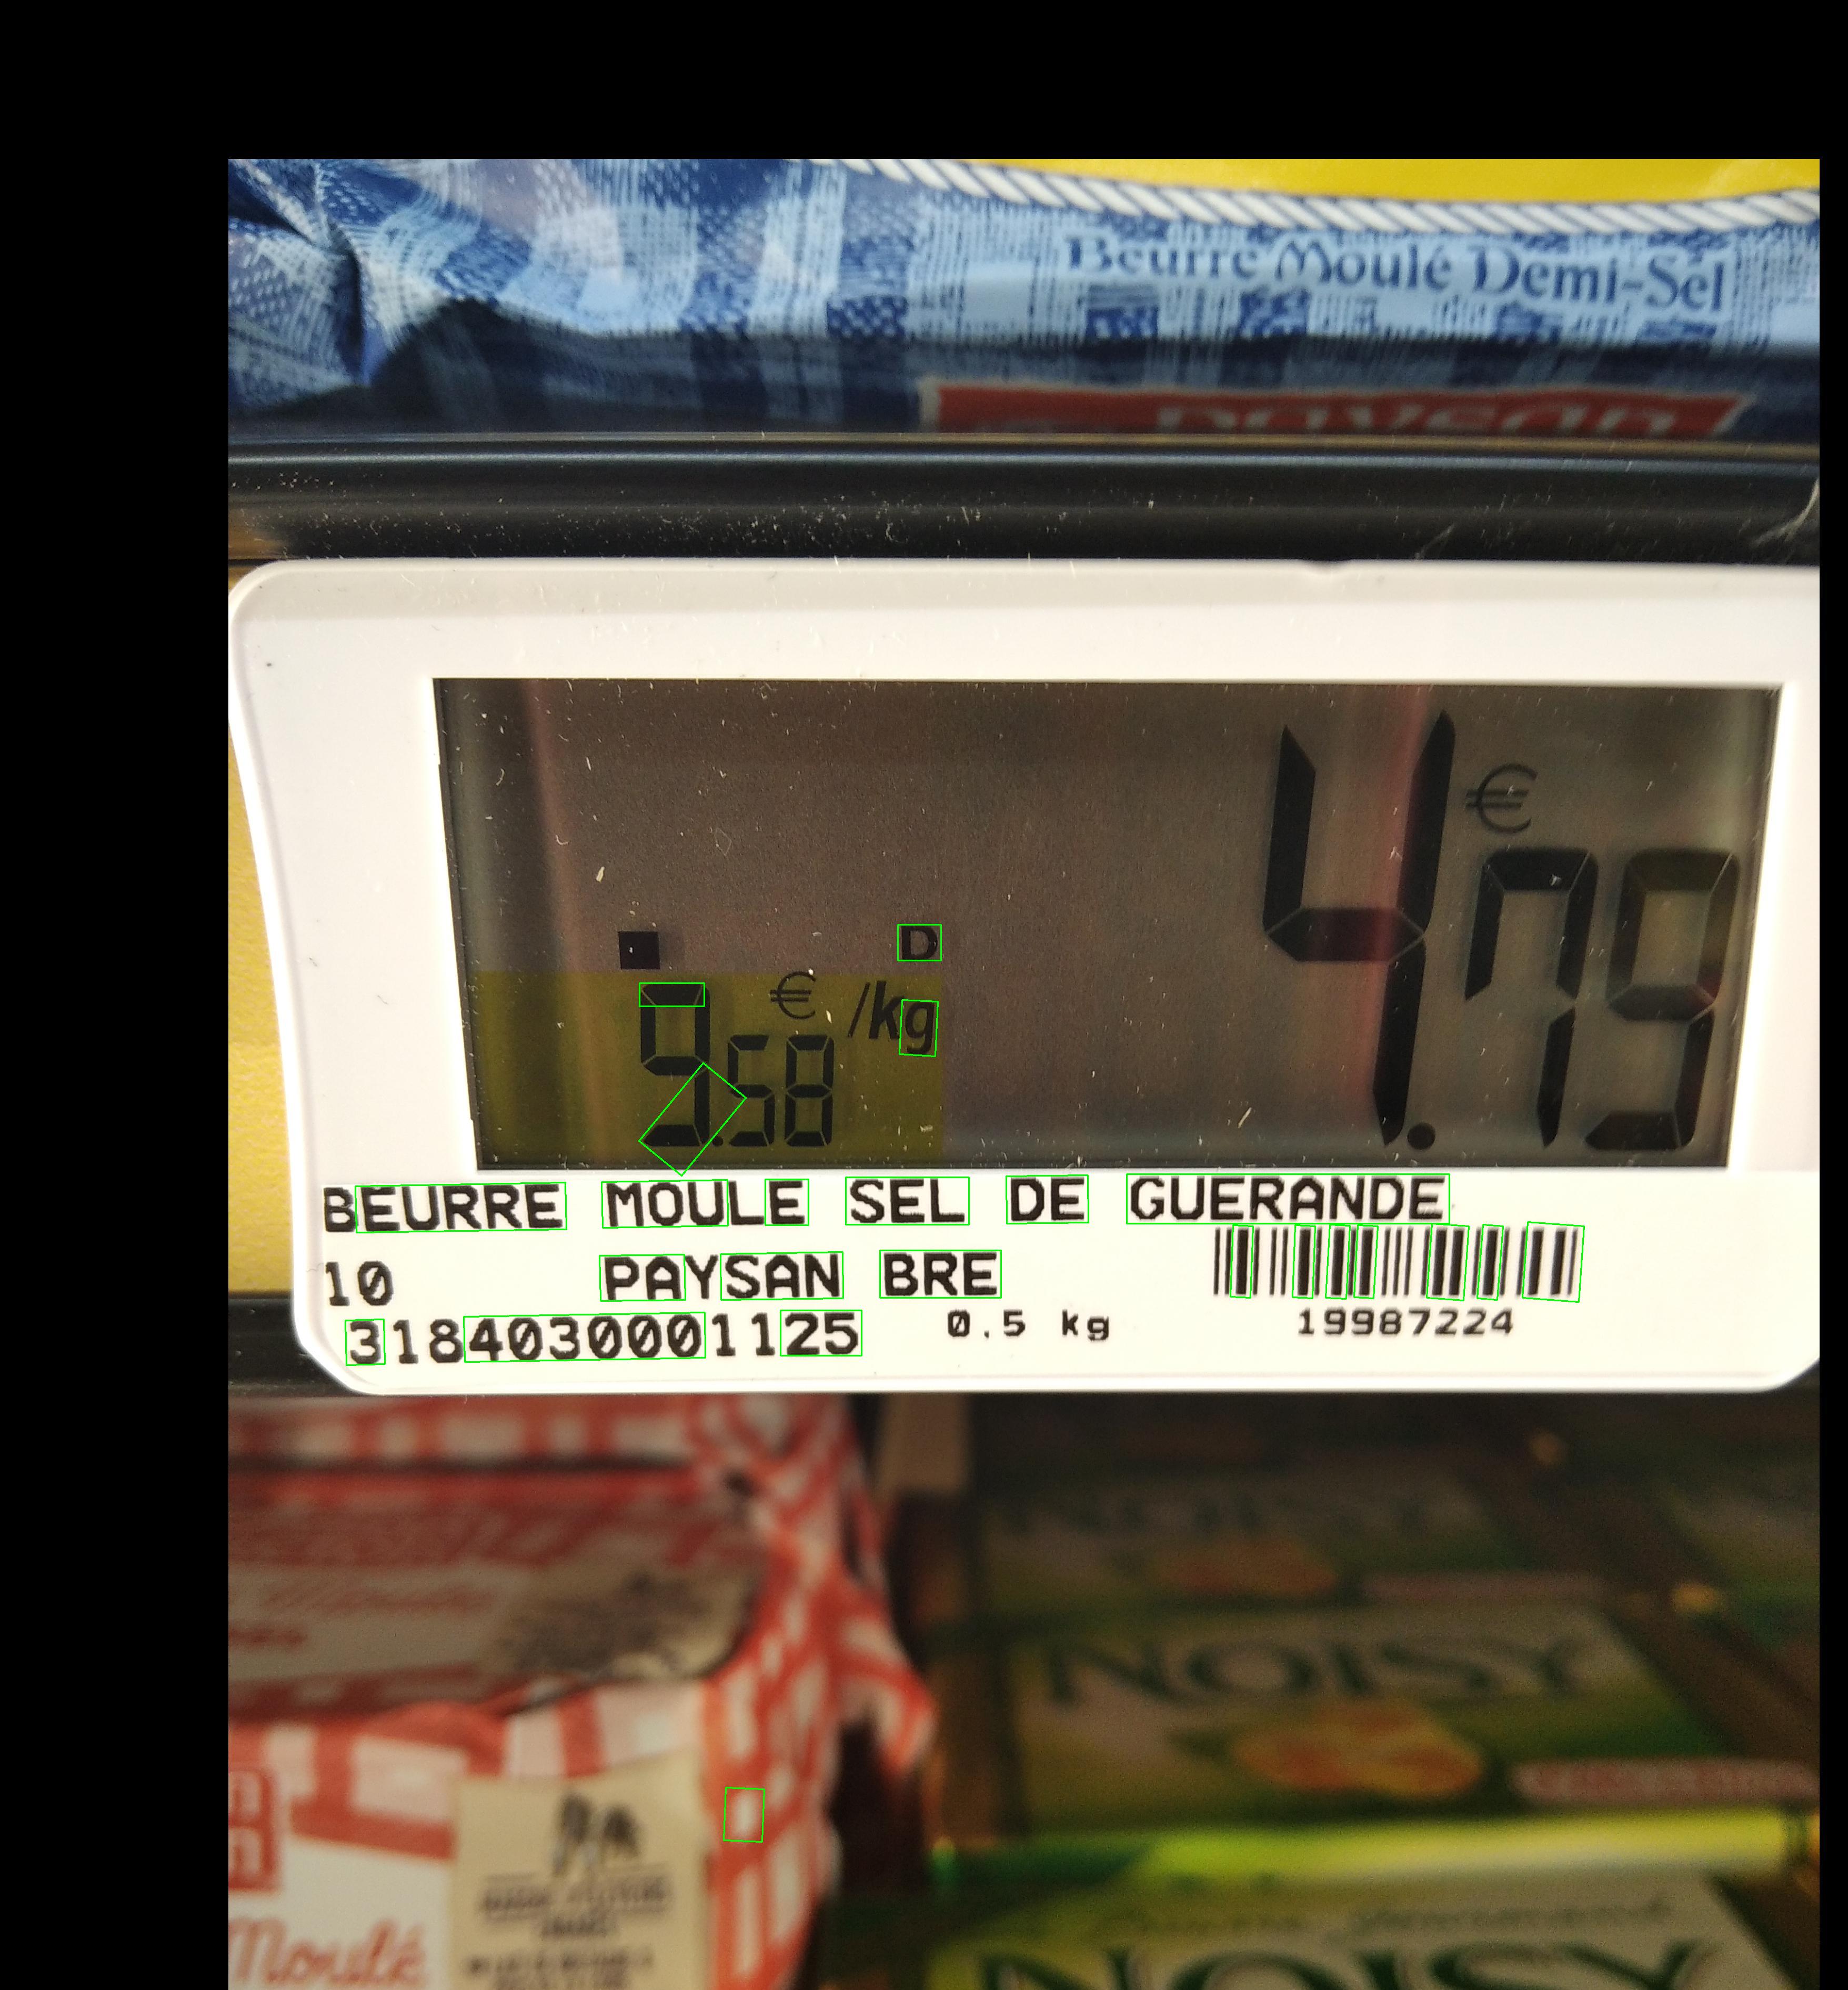 Beurre Moulé Demi-Sel
PAYSAN
4.79 €
D
9.58 € /kg
BEURRE MOULE SEL DE GUERANDE
10 PAYSAN BRE
3184030001125 0.5 kg 19987224
NOISY
Moulé
NOISY